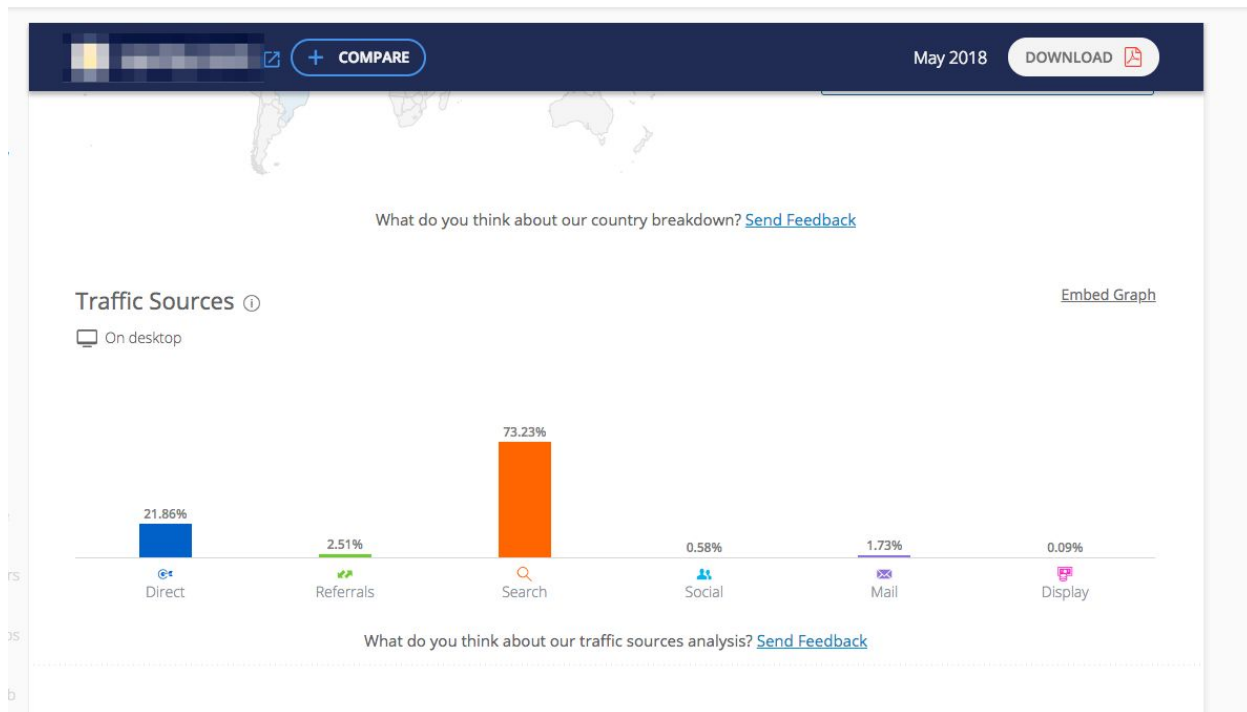 + COMPARE
May 2018
DOWNLOAD
What do you think about our country breakdown? Send Feedback
Traffic Sources
Embed Graph
On desktop
73.23%
21.86%
2.51%
0.58%
1.73%
0.09%
Direct
Referrals
Search
Social
Mail
Display
What do you think about our traffic sources analysis? Send Feedback